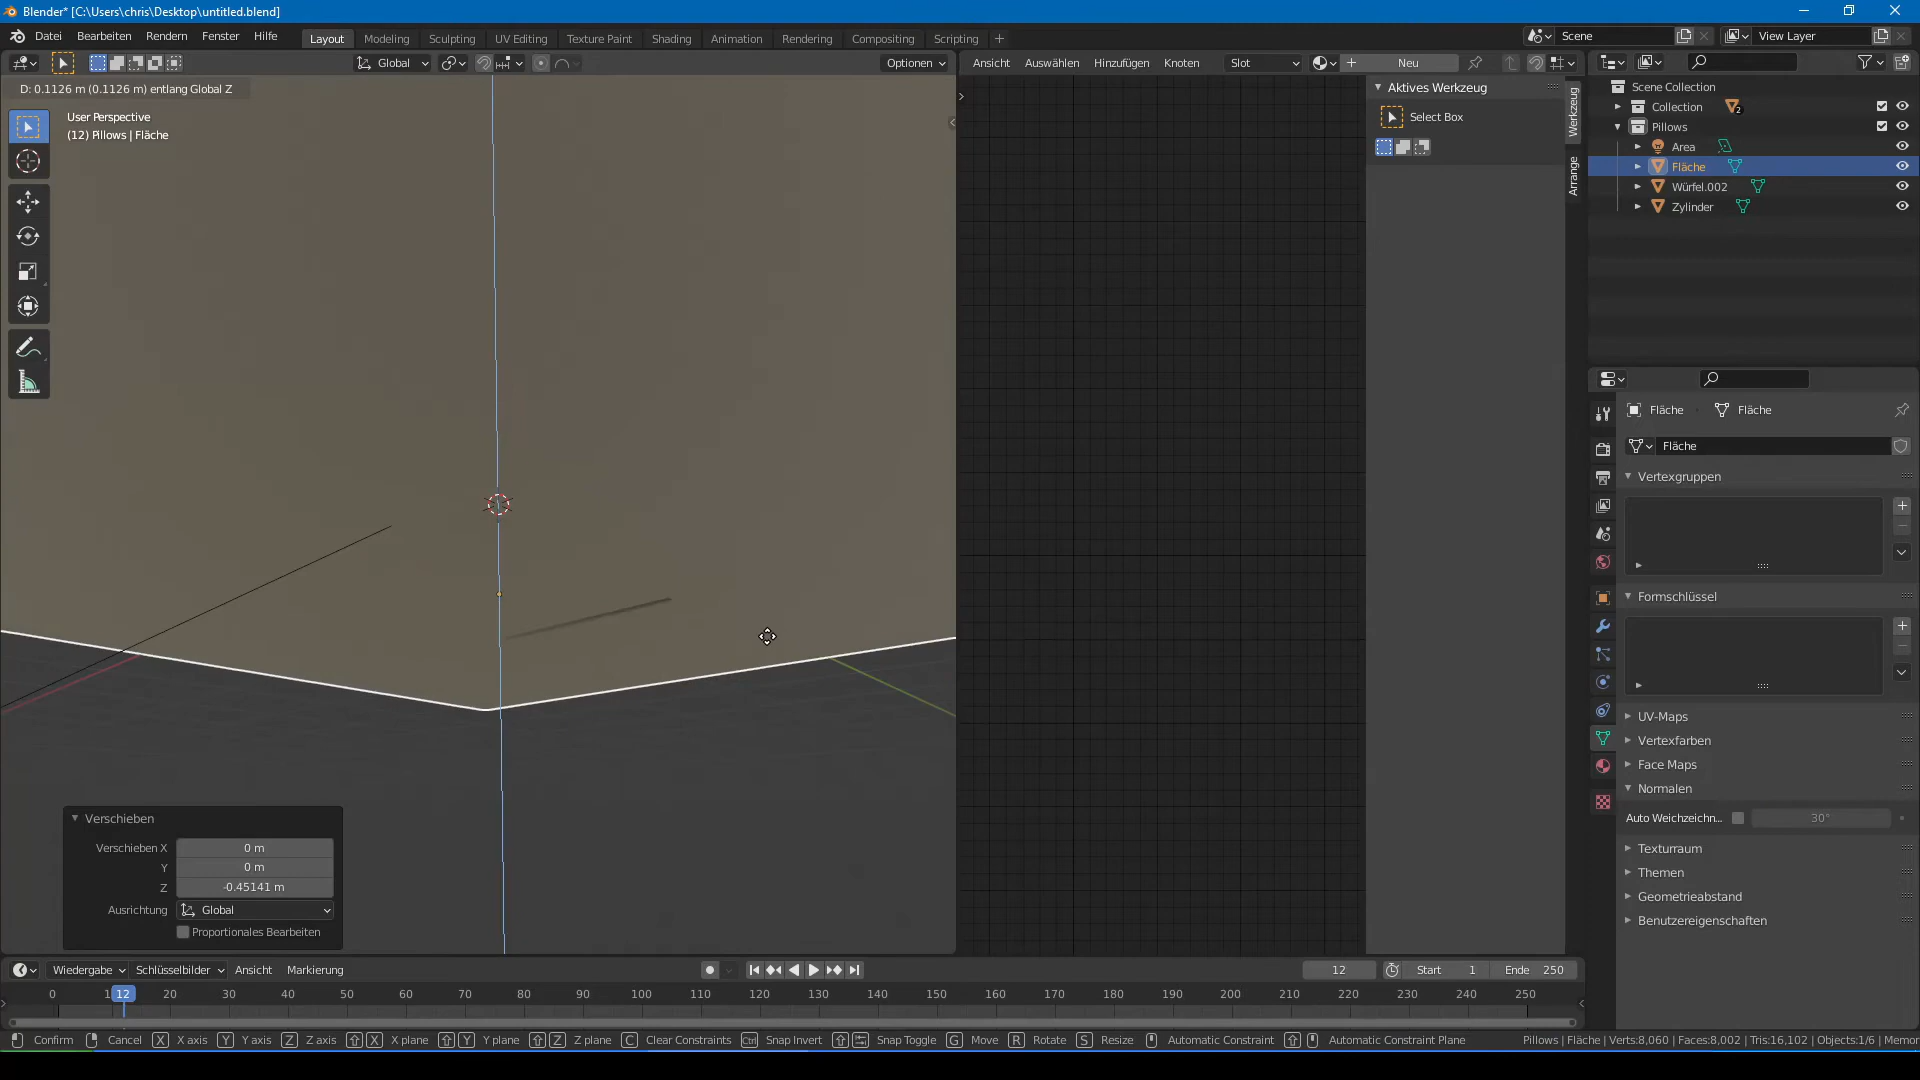 Blender* [C:\Users\chris\Desktop\untitled.blend]
Datei Bearbeiten Rendern Fenster Hilfe Layout Modeling Sculpting UV Editing Texture Paint Shading Animation Rendering Compositing Scripting Scene View Layer
Global Optionen Ansicht Auswählen Hinzufügen Knoten Slot Neu
D: 0.1126 m (0.1126 m) entlang Global Z
User Perspective
(12) Pillows | Fläche
Aktives Werkzeug
Select Box
Werkzeug
Arrange
Scene Collection
Collection 2
Pillows
Area
Fläche
Würfel.002
Zylinder
Fläche Fläche
Fläche
Vertexgruppen
Formschlüssel
UV-Maps
Vertexfarben
Face Maps
Normalen
Auto Weichzeichn... 30°
Texturraum
Themen
Geometrieabstand
Benutzereigenschaften
Verschieben
Verschieben X 0 m
Y 0 m
Z -0.45141 m
Ausrichtung Global
Proportionales Bearbeiten
Wiedergabe Schlüsselbilder Ansicht Markierung 12 Start 1 Ende 250
0 1 12 20 30 40 50 60 70 80 90 100 110 120 130 140 150 160 170 180 190 200 210 220 230 240 250
Confirm Cancel X X axis Y Y axis Z Z axis X X plane Y Y plane Z Z plane C Clear Constraints Ctrl Snap Invert Snap Toggle G Move R Rotate S Resize Automatic Constraint Automatic Constraint Plane Pillows | Fläche | Verts:8,060 | Faces:8,002 | Tris:16,102 | Objects:1/6 | Memor